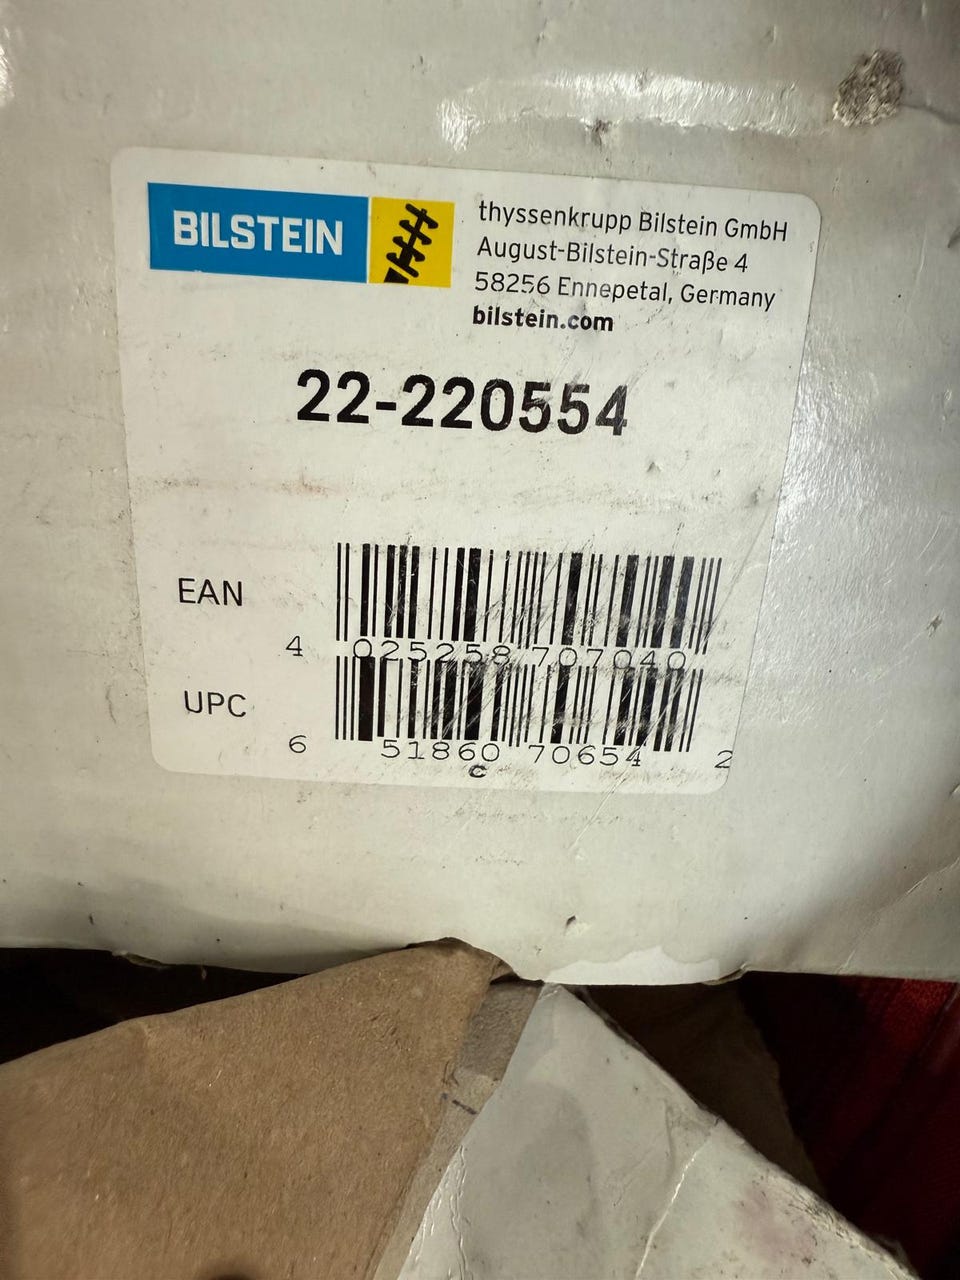 BILSTEIN
thyssenkrupp Bilstein GmbH
August-Bilstein-Straße 4
58256 Ennepetal, Germany
bilstein.com
22-220554
EAN
4 025258 707040
UPC
6 51860 70654 2
C